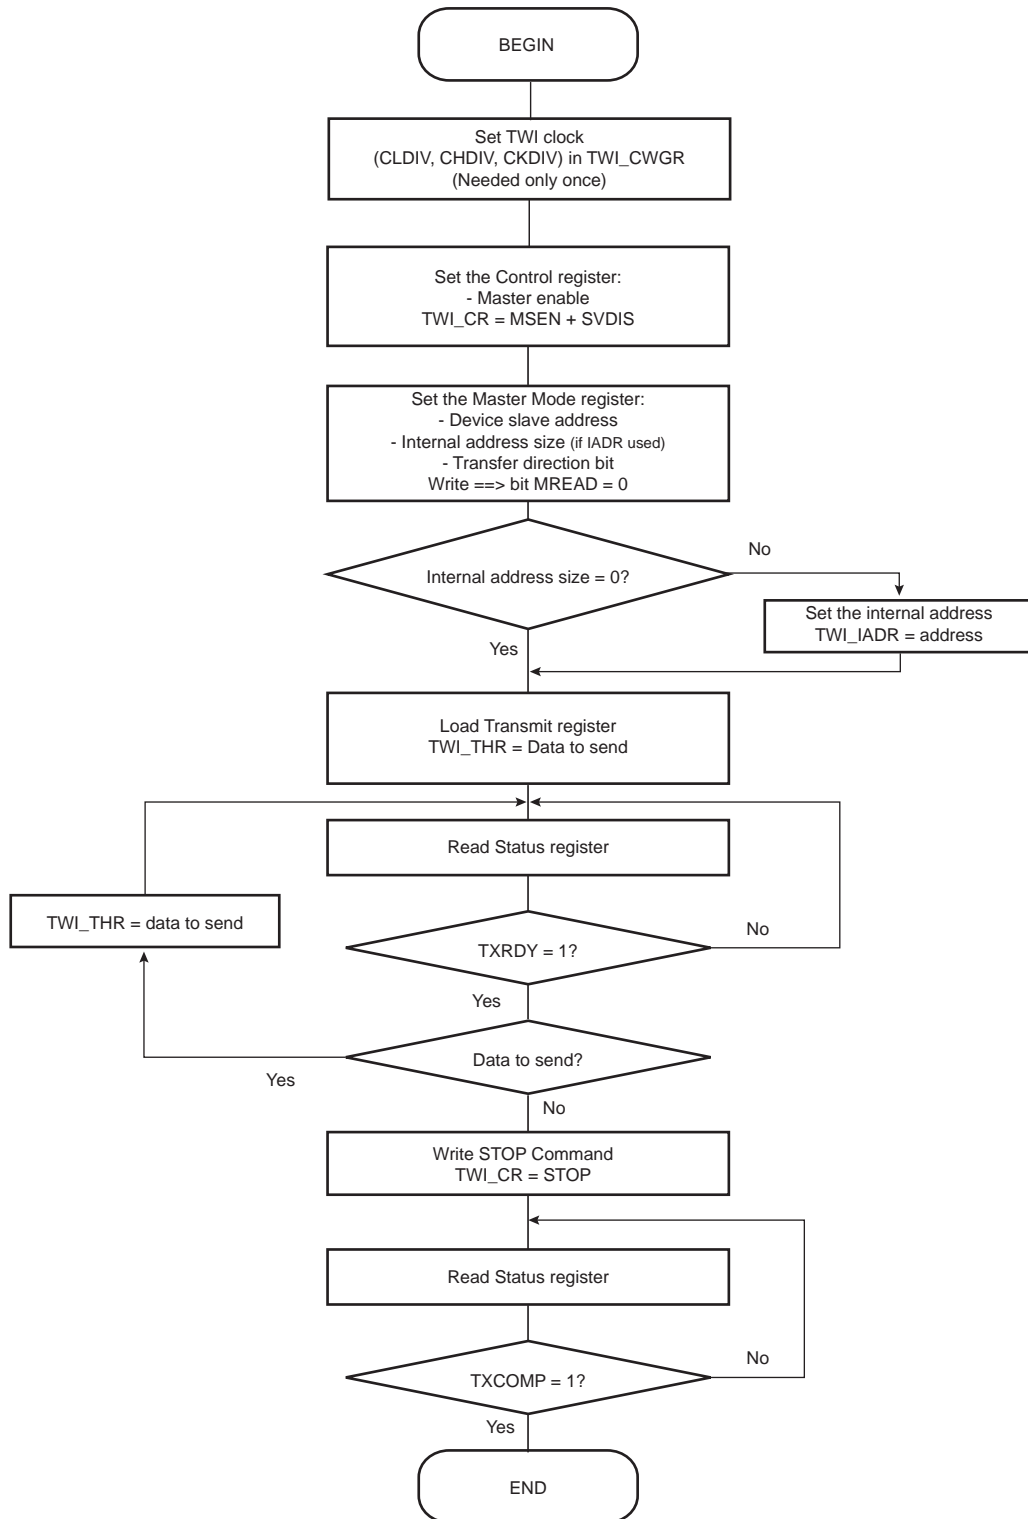 BEGIN
Set TWI clock
(CLDIV, CHDIV, CKDIV) in TWI_CWGR
(Needed only once)
Set the Control register:
- Master enable
TWI_CR = MSEN + SVDIS
Set the Master Mode register:
- Device slave address
- Internal address size (if IADR used)
- Transfer direction bit
Write ==> bit MREAD = 0
No
Internal address size = 0?
Set the internal address
TWI_IADR = address
Yes
Load Transmit register
TWI_THR = Data to send
Read Status register
TWI_THR = data to send
No
TXRDY = 1?
Yes
Data to send?
Yes
No
Write STOP Command
TWI_CR = STOP
Read Status register
No
TXCOMP = 1?
Yes
END